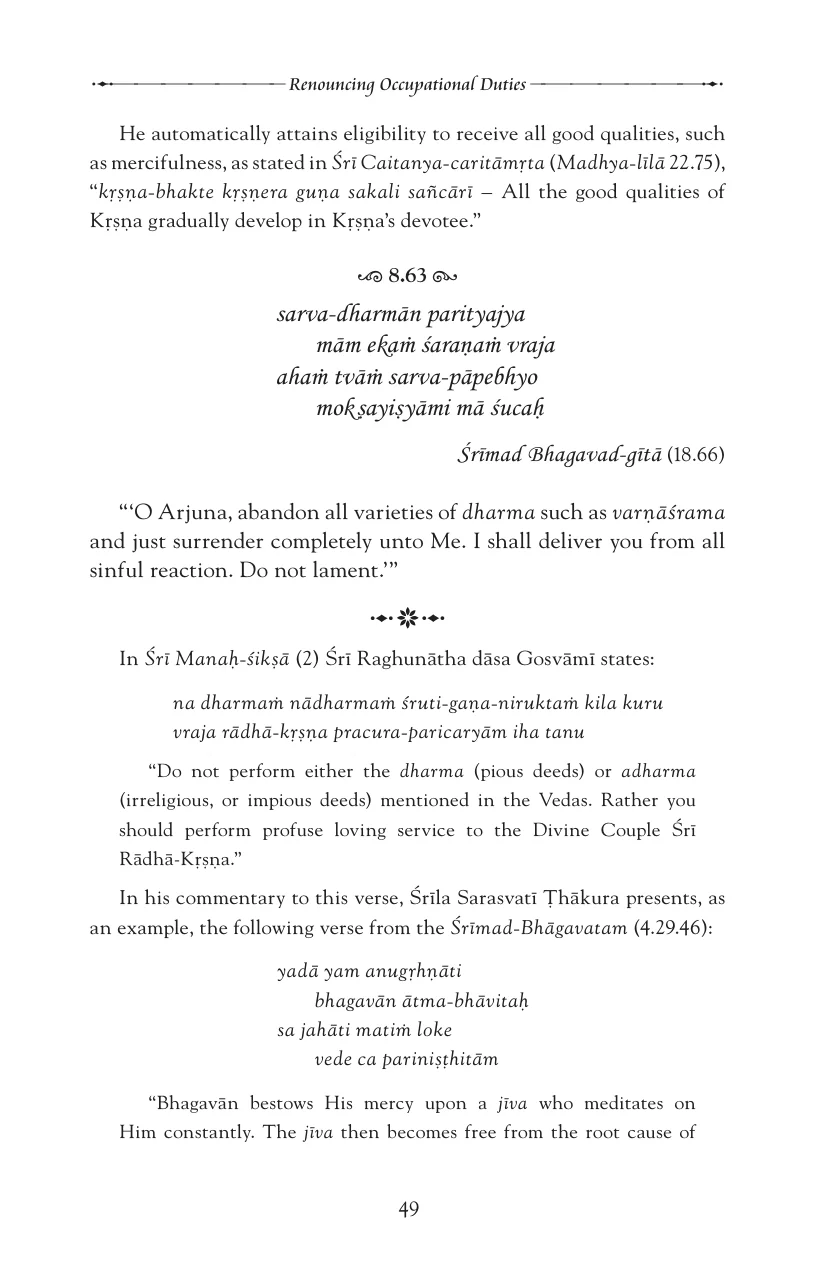 Renouncing Occupational Duties
He automatically attains eligibility to receive all good qualities, such
as mercifulness, as stated in Śrī Caitanya-caritāmṛta (Madhya-līlā 22.75),
“kṛṣṇa-bhakte kṛṣṇera guṇa sakali sañcārī – All the good qualities of
Kṛṣṇa gradually develop in Kṛṣṇa’s devotee.”
8.63
sarva-dharmān parityajya
mām ekaṁ śaraṇaṁ vraja
ahaṁ tvāṁ sarva-pāpebhyo
mokṣayiṣyāmi mā śucaḥ
Śrīmad Bhagavad-gītā (18.66)
“‘O Arjuna, abandon all varieties of dharma such as varṇāśrama
and just surrender completely unto Me. I shall deliver you from all
sinful reaction. Do not lament.’”
In Śrī Manaḥ-śikṣā (2) Śrī Raghunātha dāsa Gosvāmī states:
na dharmaṁ nādharmaṁ śruti-gaṇa-niruktaṁ kila kuru
vraja rādhā-kṛṣṇa pracura-paricaryām iha tanu
“Do not perform either the dharma (pious deeds) or adharma
(irreligious, or impious deeds) mentioned in the Vedas. Rather you
should perform profuse loving service to the Divine Couple Śrī
Rādhā-Kṛṣṇa.”
In his commentary to this verse, Śrīla Sarasvatī Ṭhākura presents, as
an example, the following verse from the Śrīmad-Bhāgavatam (4.29.46):
yadā yam anugṛhṇāti
bhagavān ātma-bhāvitaḥ
sa jahāti matiṁ loke
vede ca pariniṣṭhitām
“Bhagavān bestows His mercy upon a jīva who meditates on
Him constantly. The jīva then becomes free from the root cause of
49